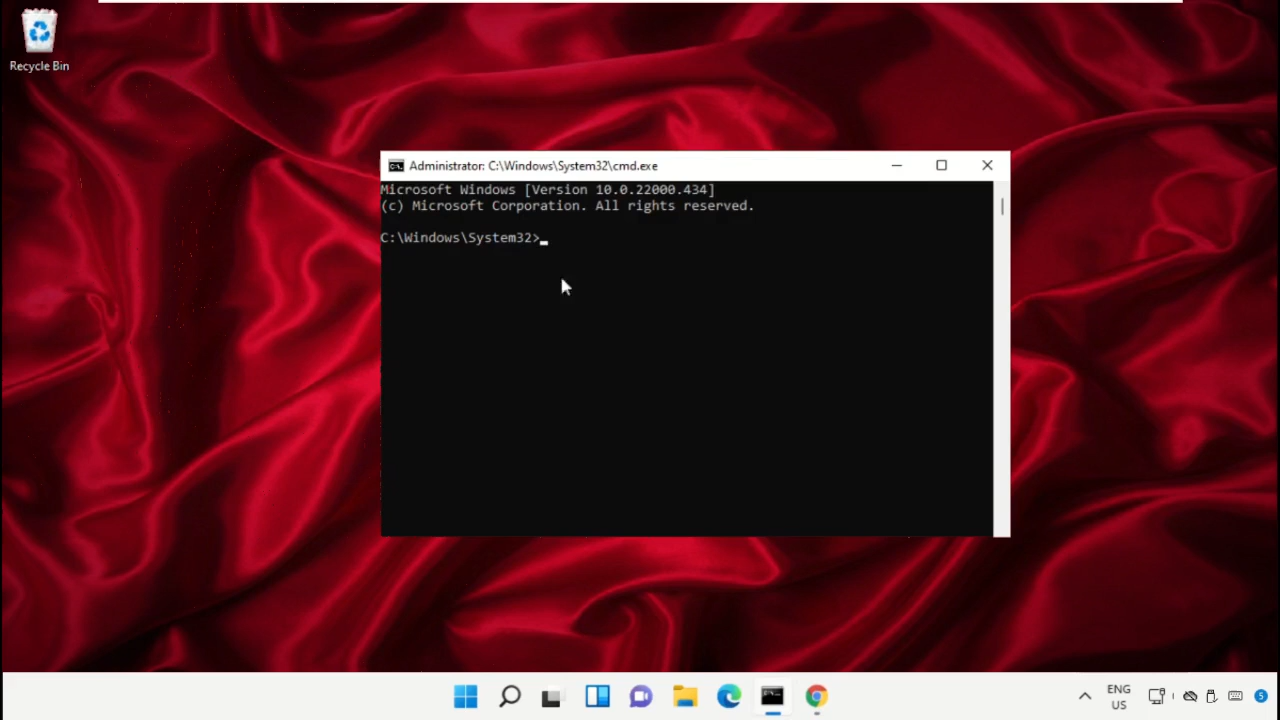 Recycle Bin
Administrator: C:\Windows\System32\cmd.exe
Microsoft Windows [Version 10.0.22000.434]
(c) Microsoft Corporation. All rights reserved.
C:\Windows\System32>
ENG
US
5